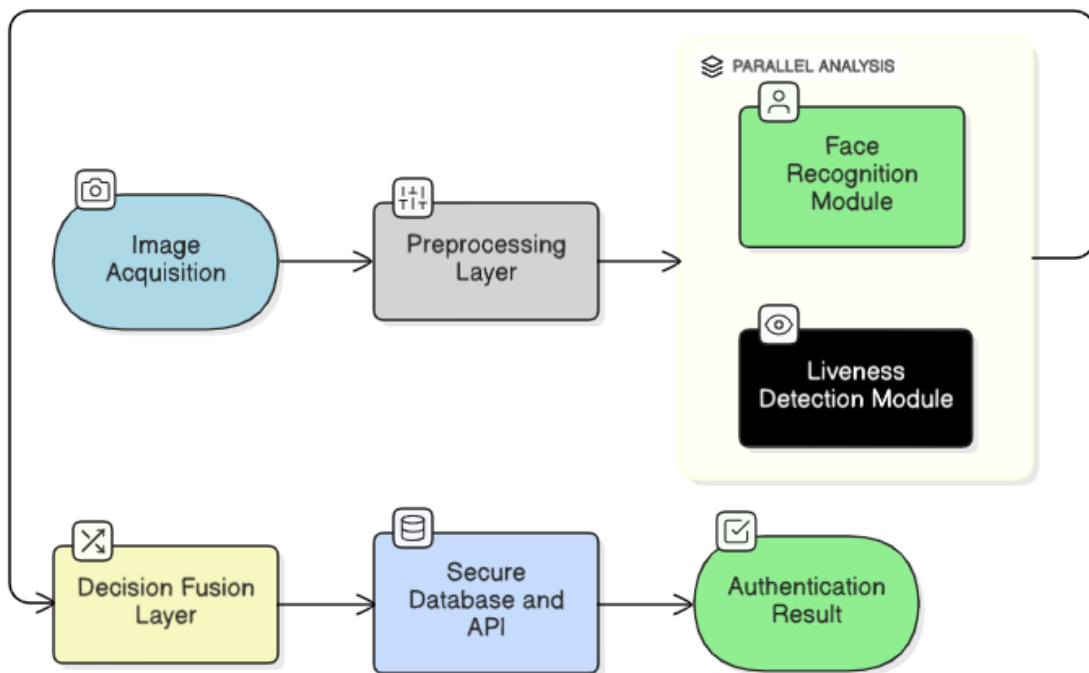 PARALLEL ANALYSIS
Face
Recognition
Module
Image
Acquisition
Preprocessing
Layer
Liveness
Detection Module
Decision Fusion
Layer
Secure
Database and
API
Authentication
Result